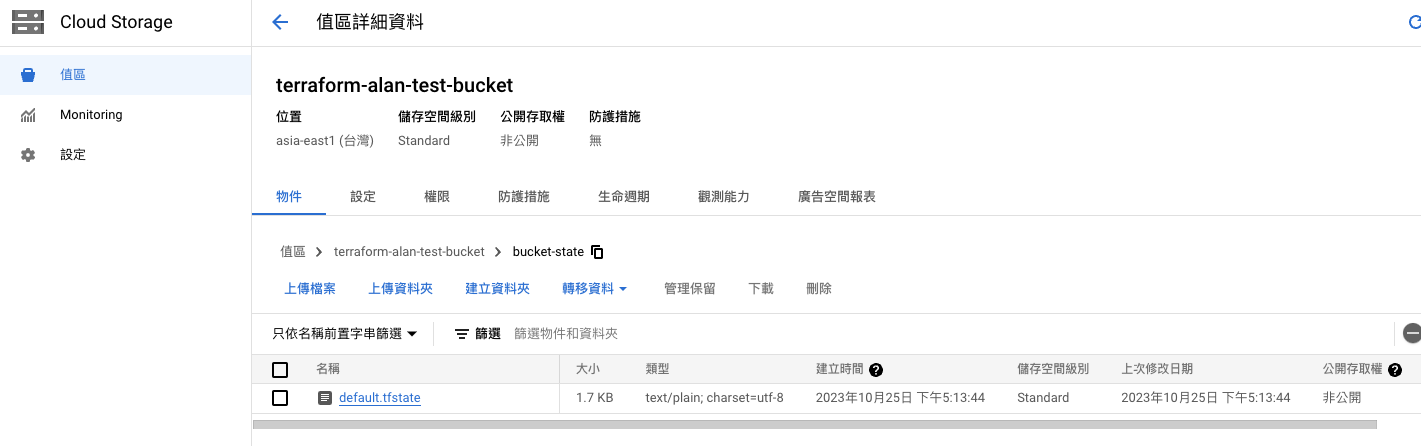 Cloud Storage
值區詳細資料
值區
Monitoring
設定
terraform-alan-test-bucket
位置 儲存空間級別 公開存取權 防護措施
asia-east1 (台灣) Standard 非公開 無
物件 設定 權限 防護措施 生命週期 觀測能力 廣告空間報表
值區 terraform-alan-test-bucket bucket-state
上傳檔案 上傳資料夾 建立資料夾 轉移資料 管理保留 下載 刪除
只依名稱前置字串篩選 篩選 篩選物件和資料夾
名稱 大小 類型 建立時間 儲存空間級別 上次修改日期 公開存取權
default.tfstate 1.7 KB text/plain; charset=utf-8 2023年10月25日 下午5:13:44 Standard 2023年10月25日 下午5:13:44 非公開